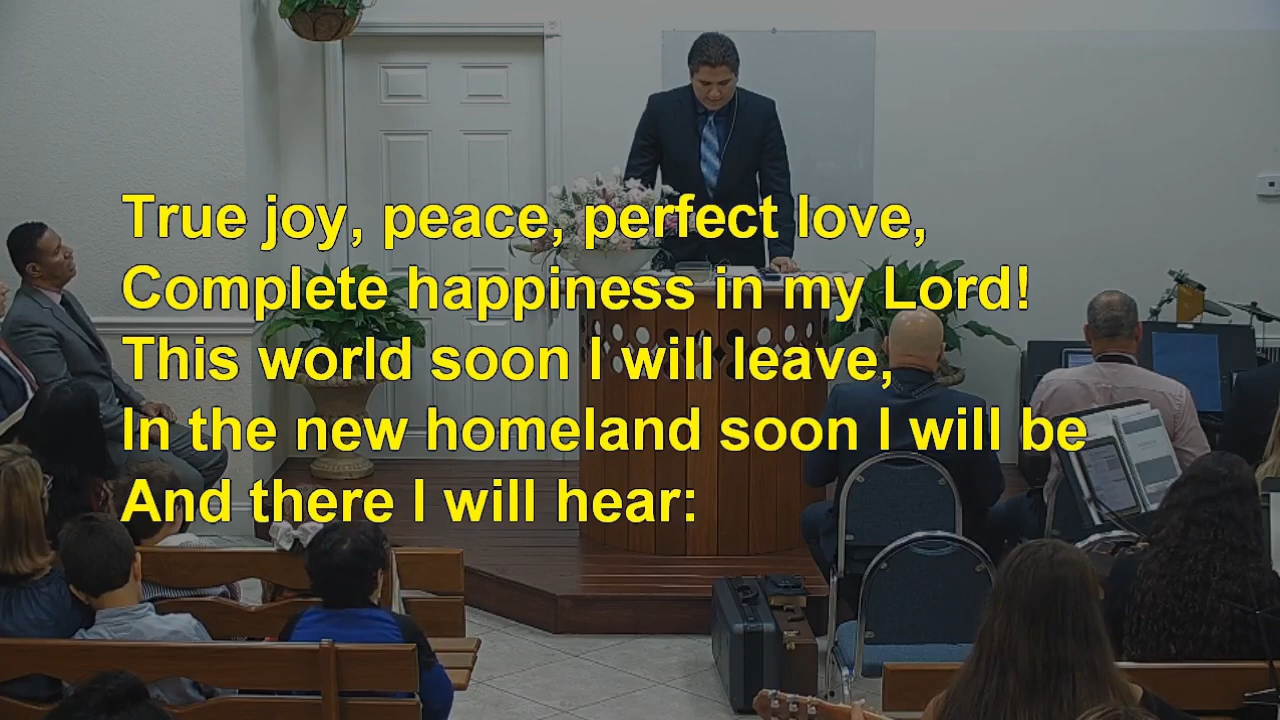 True joy, peace, perfect love,
Complete happiness in my Lord!
This world soon I will leave,
In the new homeland soon I will be
And there I will hear: